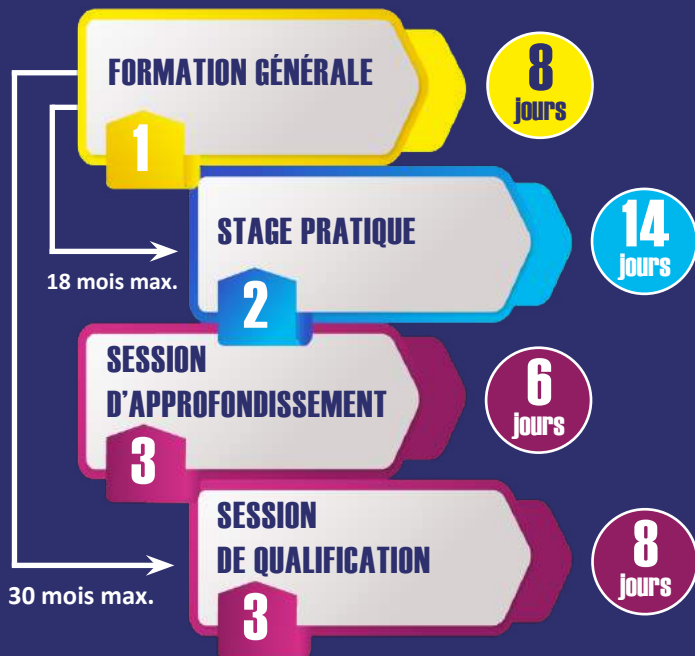 FORMATION GÉNÉRALE
8
jours
1
STAGE PRATIQUE
14
jours
18 mois max.
2
SESSION
D'APPROFONDISSEMENT
6
jours
3
SESSION
DE QUALIFICATION
8
jours
30 mois max.
3